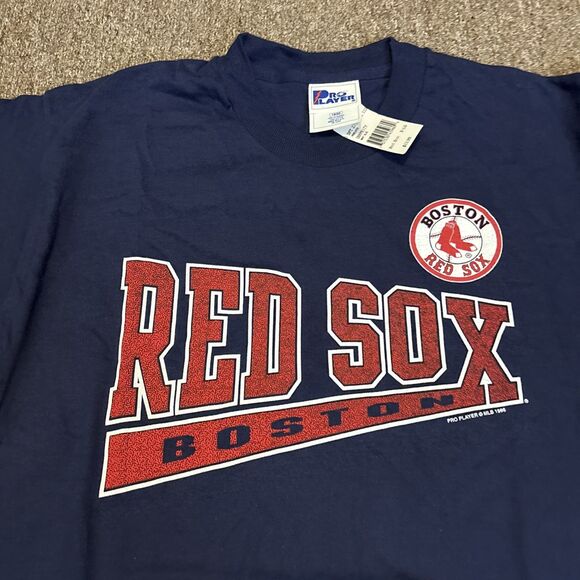 PRO
PLAYER
BOSTON
RED SOX
®
RED SOX
BOSTON
PRO PLAYER © MLB 1996